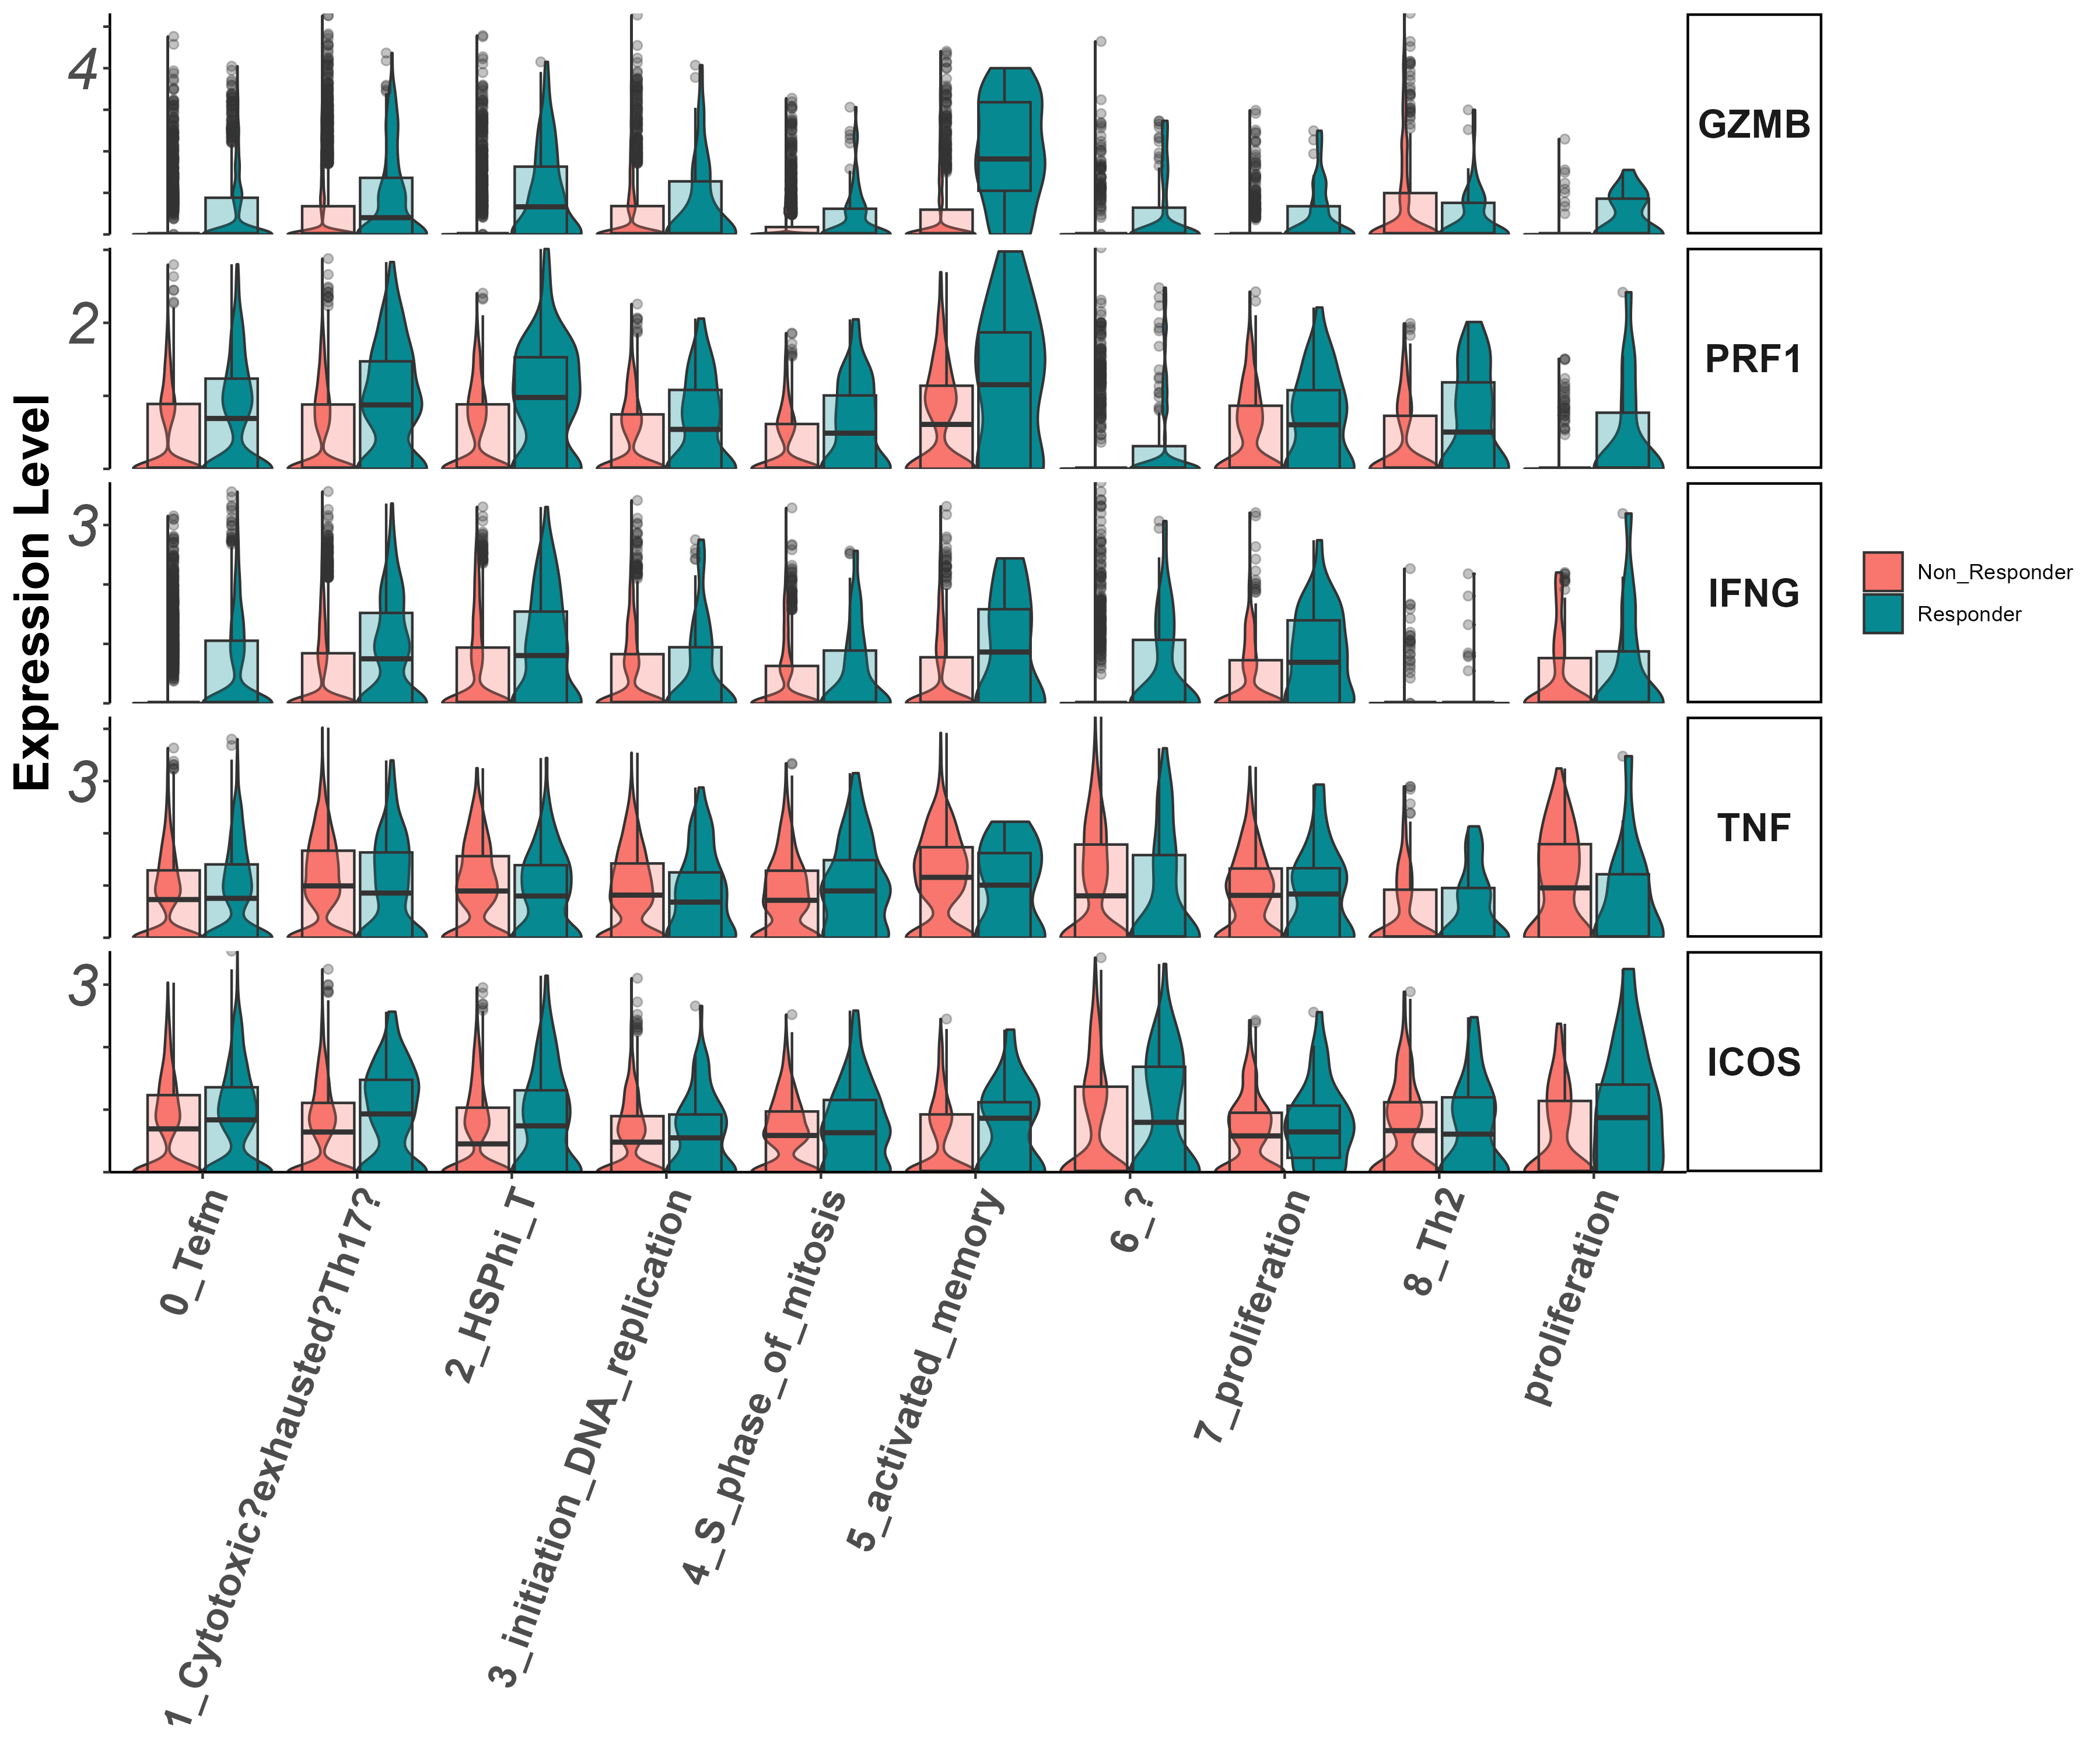 Expression Level
4
GZMB
2
PRF1
3
IFNG
3
TNF
3
ICOS
Non_Responder
Responder
0_Tefm
1_Cytotoxic?exhausted?Th17?
2_HSPhi_T
3_initiation_DNA_replication
4_S_phase_of_mitosis
5_activated_memory
6_?
7_proliferation
8_Th2
proliferation